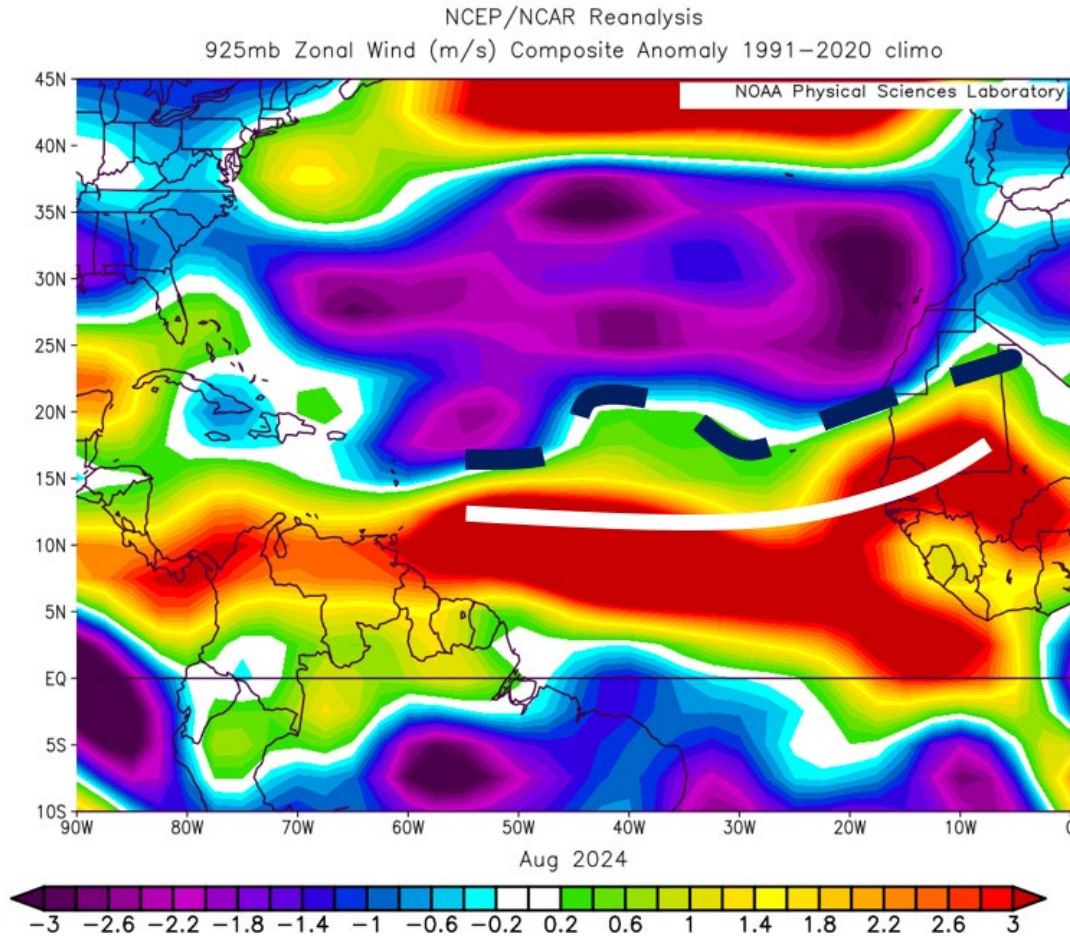 NCEP/NCAR Reanalysis
925mb Zonal Wind (m/s) Composite Anomaly 1991–2020 climo
45N
NOAA Physical Sciences Laboratory
40N
35N
30N
25N
20N
15N
10N
5N
EQ
5S
10S
90W 80W 70W 60W 50W 40W 30W 20W 10W 0
Aug 2024
−3 −2.6 −2.2 −1.8 −1.4 −1 −0.6 −0.2 0.2 0.6 1 1.4 1.8 2.2 2.6 3